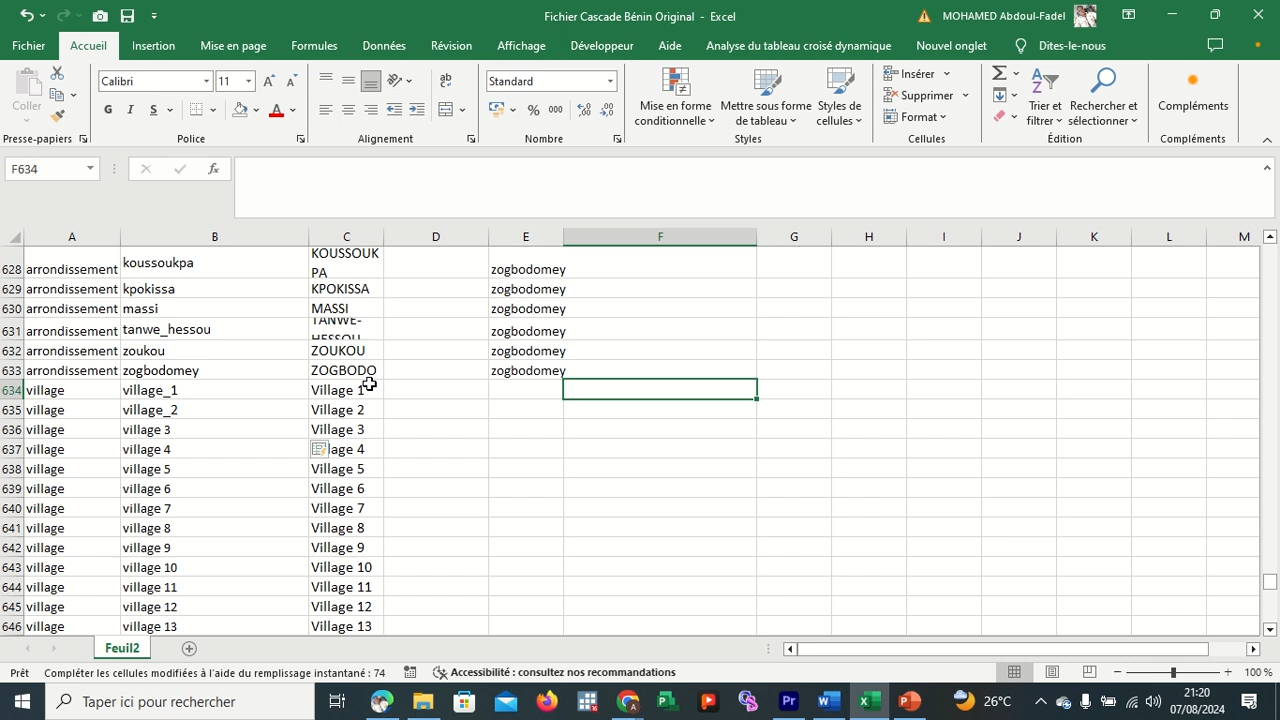 Fichier Cascade Bénin Original - Excel
MOHAMED Abdoul-Fadel
Fichier Accueil Insertion Mise en page Formules Données Révision Affichage Développeur Aide Analyse du tableau croisé dynamique Nouvel onglet Dites-le-nous
Coller
Presse-papiers
Calibri 11
G I S
Police
Alignement
Standard
% 000
Nombre
Mise en forme conditionnelle
Mettre sous forme de tableau
Styles de cellules
Styles
Insérer
Supprimer
Format
Cellules
Trier et filtrer
Rechercher et sélectionner
Édition
Compléments
Compléments
F634
fx
A B C D E F G H I J K L M
628 arrondissement koussoukpa KOUSSOUKPA zogbodomey
629 arrondissement kpokissa KPOKISSA zogbodomey
630 arrondissement massi MASSI zogbodomey
631 arrondissement tanwe_hessou TANWE-HESSOU zogbodomey
632 arrondissement zoukou ZOUKOU zogbodomey
633 arrondissement zogbodomey ZOGBODO zogbodomey
634 village village_1 Village 1
635 village village_2 Village 2
636 village village 3 Village 3
637 village village 4 lage 4
638 village village 5 Village 5
639 village village 6 Village 6
640 village village 7 Village 7
641 village village 8 Village 8
642 village village 9 Village 9
643 village village 10 Village 10
644 village village 11 Village 11
645 village village 12 Village 12
646 village village 13 Village 13
Feuil2
Prêt Compléter les cellules modifiées à l'aide du remplissage instantané : 74 Accessibilité : consultez nos recommandations 100 %
Taper ici pour rechercher
26°C
21:20
07/08/2024